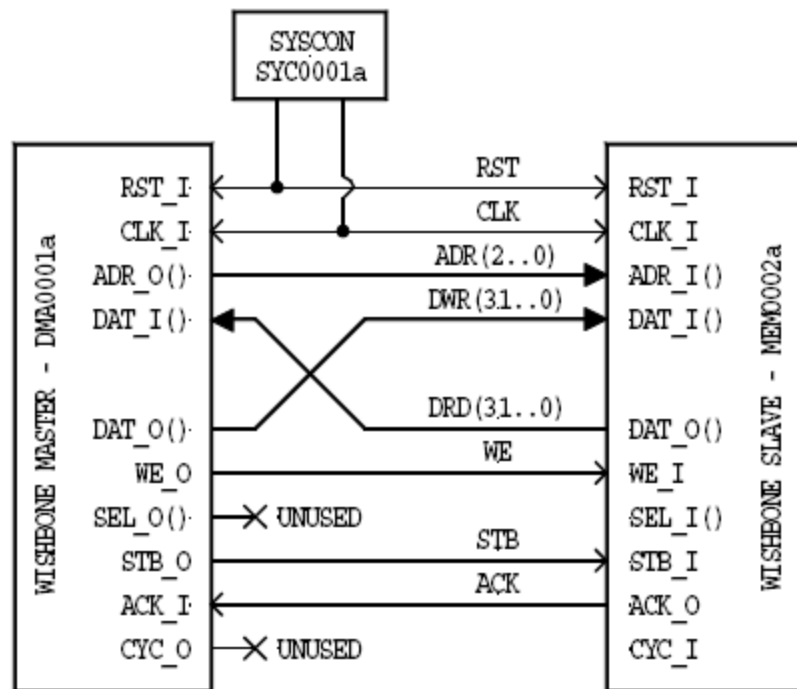 SYSCON
SYC0001a
WISHBONE MASTER - DMA0001a
RST_I
CLK_I
ADR_O()
DAT_I()
DAT_O()
WE_O
SEL_O()
STB_O
ACK_I
CYC_O
RST
CLK
ADR(2..0)
DWR(31..0)
DRD(31..0)
WE
UNUSED
STB
ACK
UNUSED
RST_I
CLK_I
ADR_I()
DAT_I()
DAT_O()
WE_I
SEL_I()
STB_I
ACK_O
CYC_I
WISHBONE SLAVE - MEM0002a